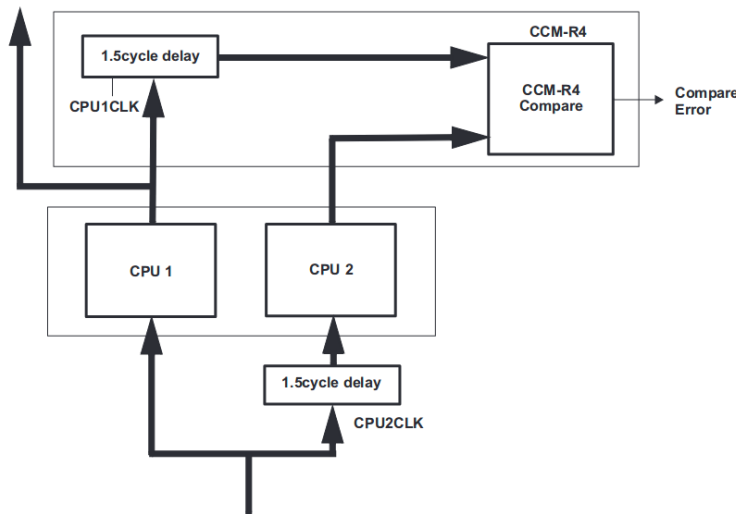 CCM-R4
1.5cycle delay
CPU1CLK
CCM-R4
Compare
Compare
Error
CPU 1
CPU 2
1.5cycle delay
CPU2CLK